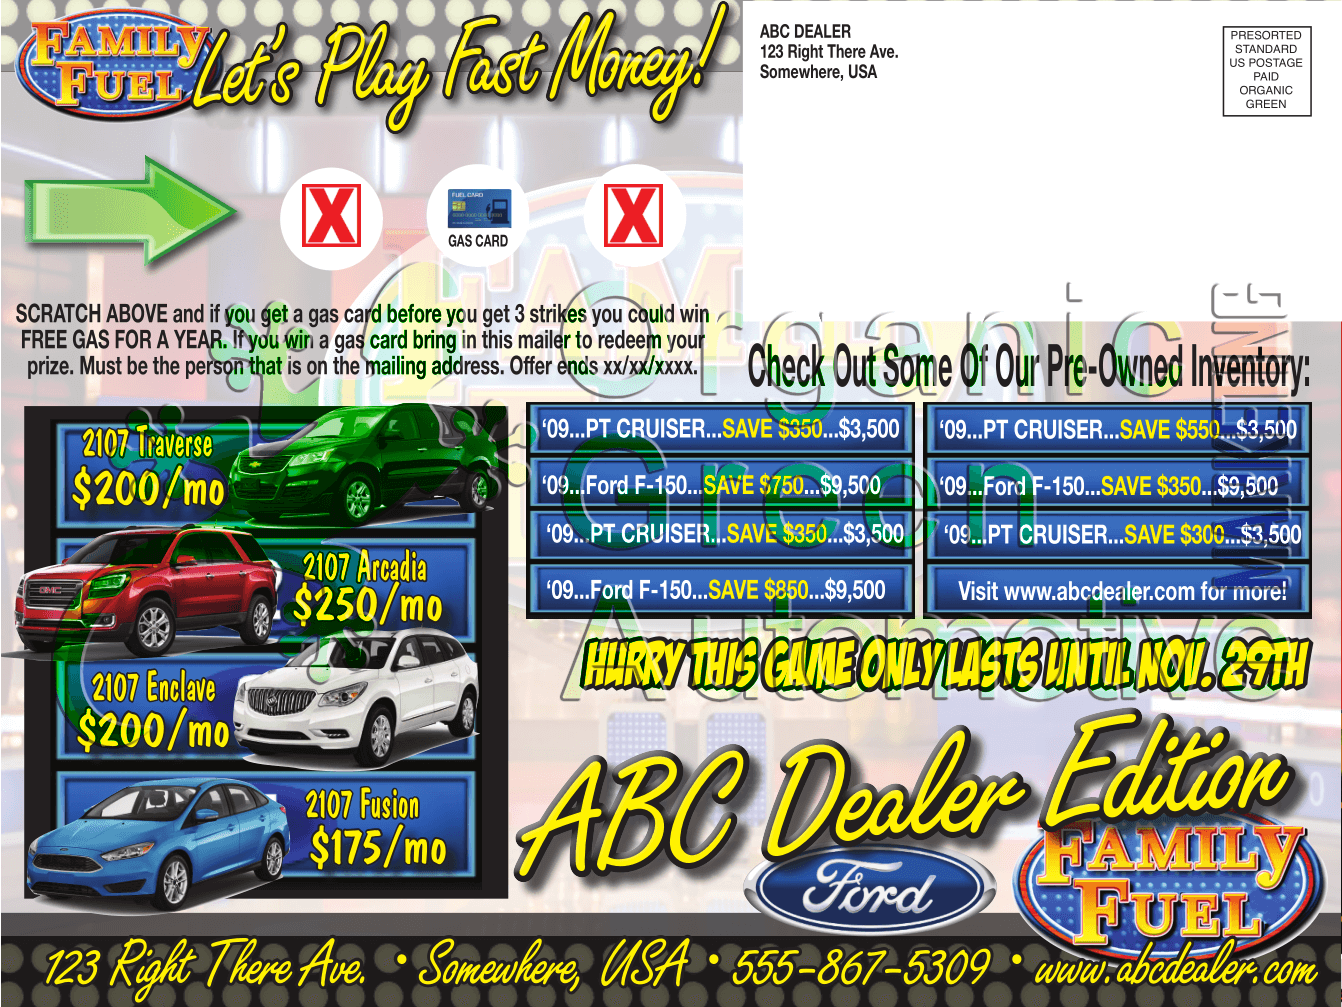 FAMILY
FUEL
Let's Play Fast Money!
ABC DEALER
123 Right There Ave.
Somewhere, USA
PRESORTED
STANDARD
US POSTAGE
PAID
ORGANIC
GREEN
X
FUEL CARD
GAS CARD
X
SCRATCH ABOVE and if you get a gas card before you get 3 strikes you could win
FREE GAS FOR A YEAR. If you win a gas card bring in this mailer to redeem your
prize. Must be the person that is on the mailing address. Offer ends xx/xx/xxxx.
Check Out Some Of Our Pre-Owned Inventory:
2107 Traverse
$200/mo
2107 Arcadia
$250/mo
GMC
2107 Enclave
$200/mo
2107 Fusion
$175/mo
'09...PT CRUISER...SAVE $350...$3,500
'09...Ford F-150...SAVE $750...$9,500
'09...PT CRUISER...SAVE $350...$3,500
'09...Ford F-150...SAVE $850...$9,500
'09...PT CRUISER...SAVE $550...$3,500
'09...Ford F-150...SAVE $350...$9,500
'09...PT CRUISER...SAVE $300...$3,500
Visit www.abcdealer.com for more!
Organic
Green
Automotive
MARKETING
HURRY THIS GAME ONLY LASTS UNTIL NOV. 29TH
ABC Dealer Edition
Ford
FAMILY
FUEL
123 Right There Ave. • Somewhere, USA • 555-867-5309 • www.abcdealer.com